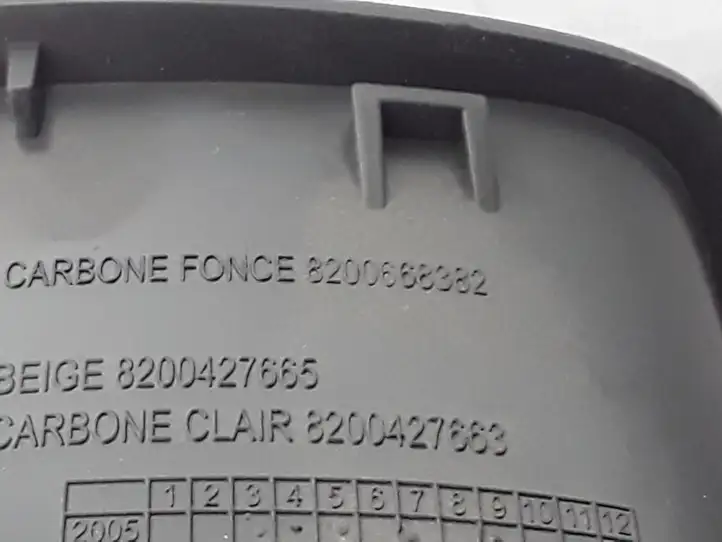 CARBONE FONCE 8200668382
BEIGE 8200427665
CARBONE CLAIR 8200427663
1 2 3 4 5 6 7 8 9 10 11 12
2005